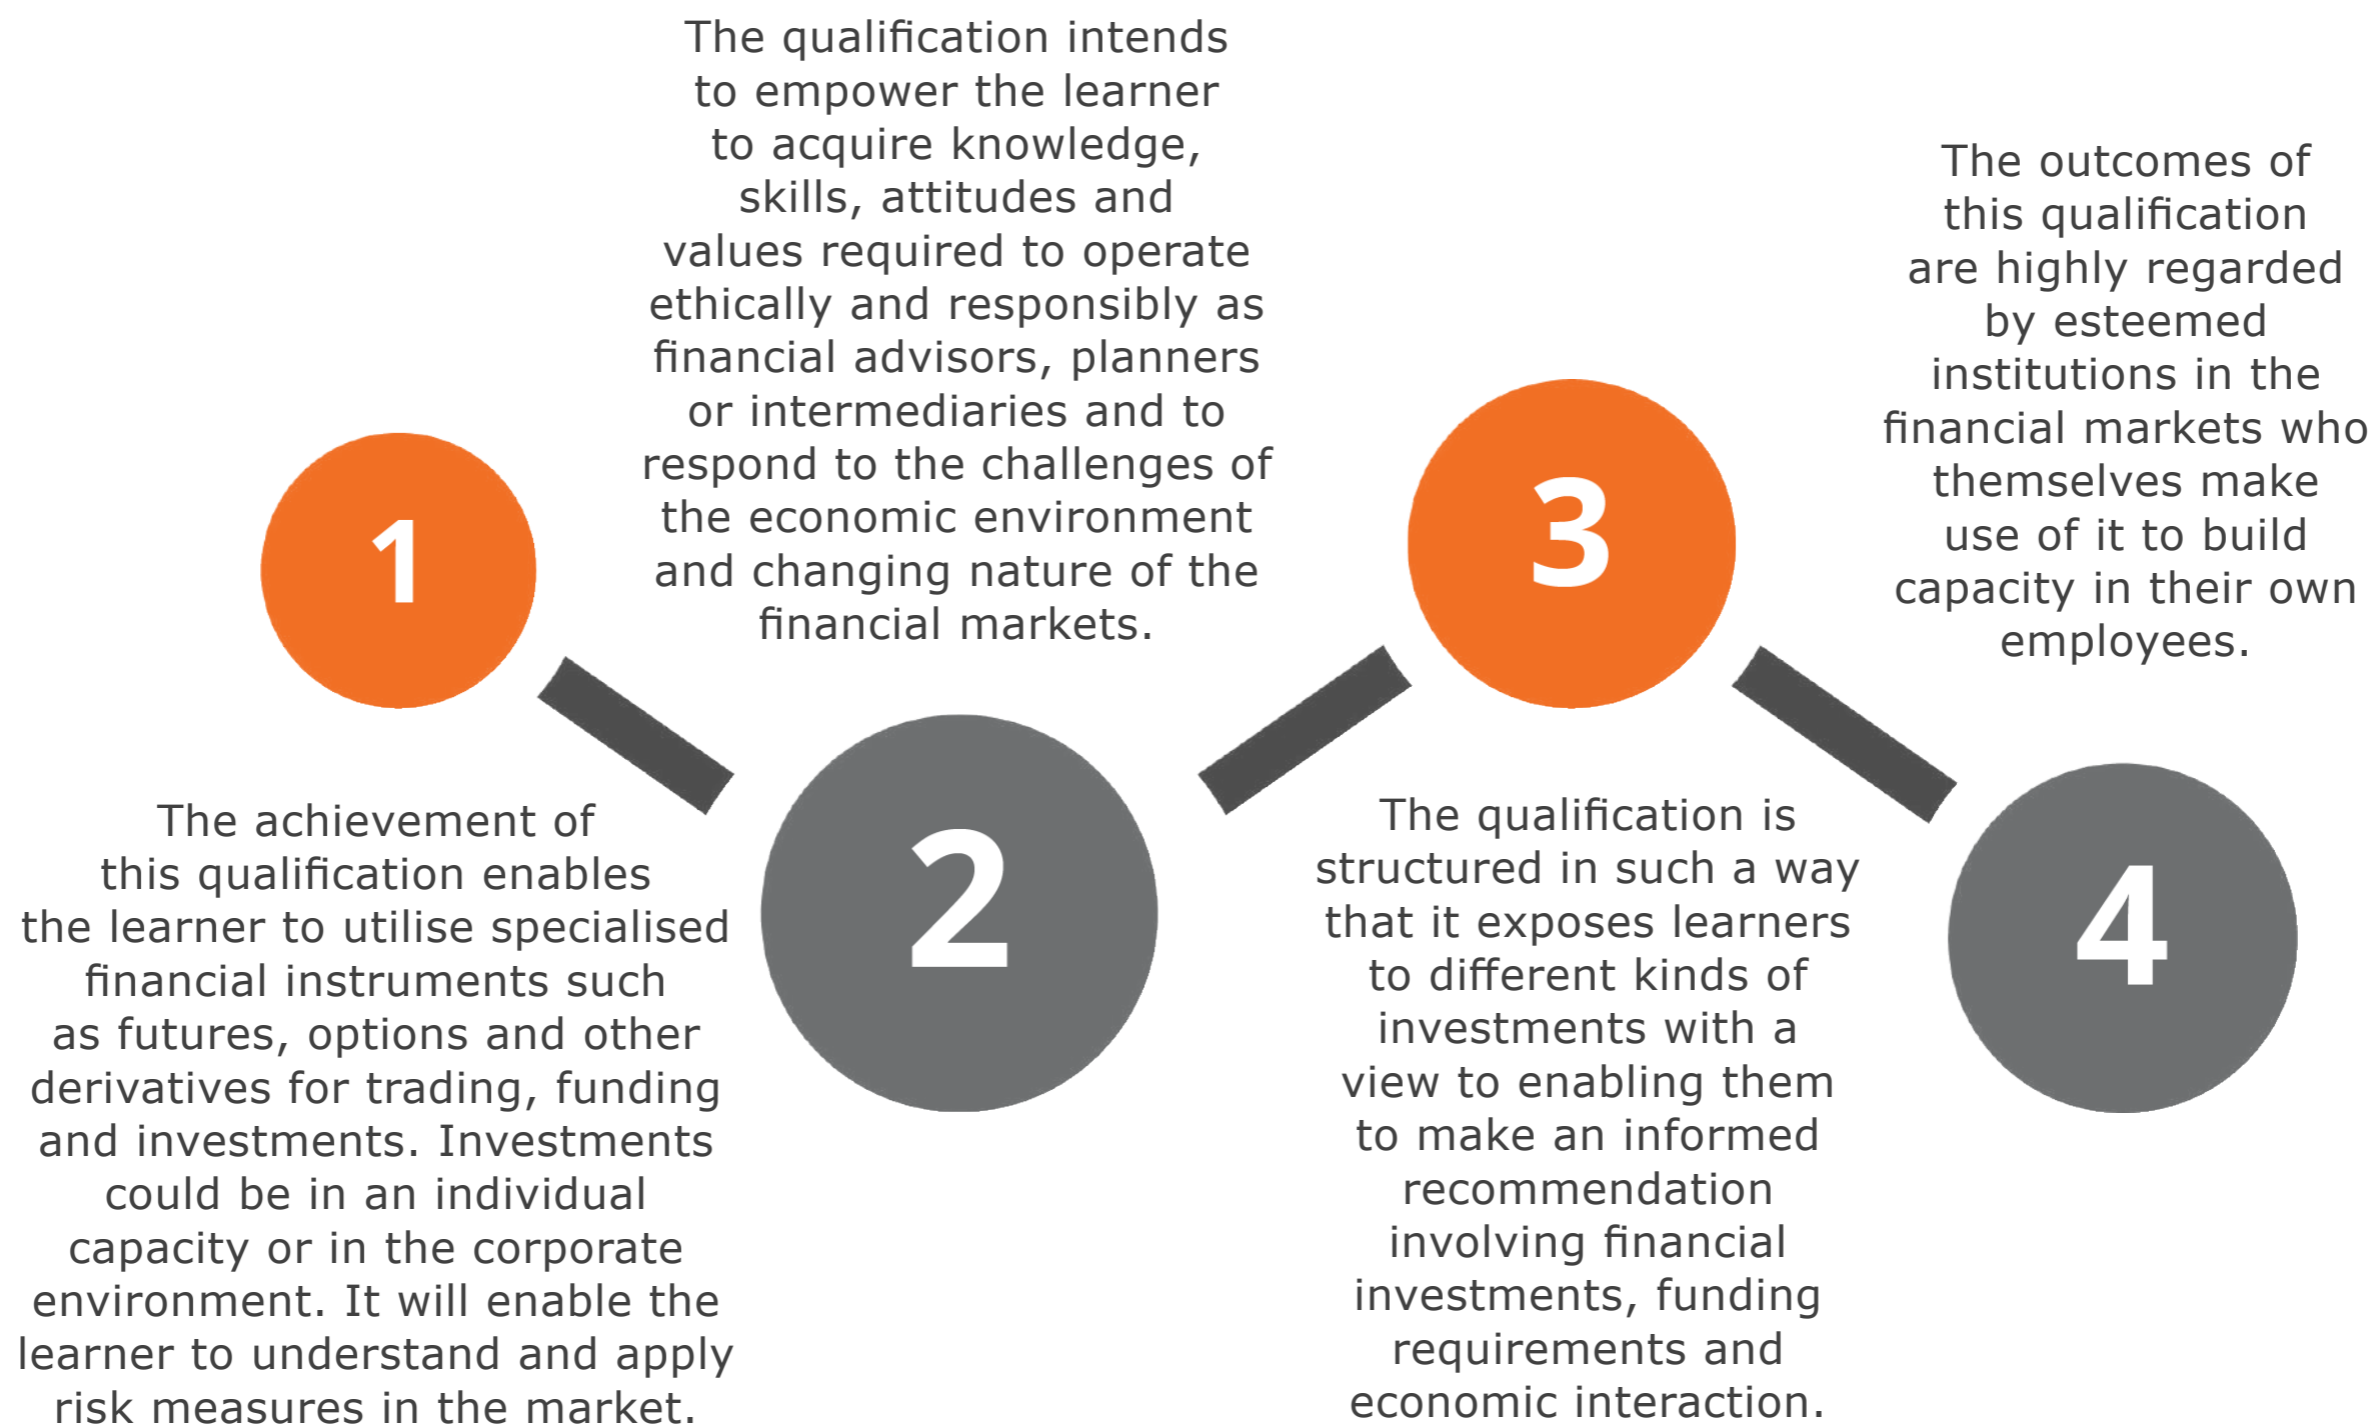 1
The achievement of
this qualification enables
the learner to utilise specialised
financial instruments such
as futures, options and other
derivatives for trading, funding
and investments. Investments
could be in an individual
capacity or in the corporate
environment. It will enable the
learner to understand and apply
risk measures in the market.
The qualification intends
to empower the learner
to acquire knowledge,
skills, attitudes and
values required to operate
ethically and responsibly as
financial advisors, planners
or intermediaries and to
respond to the challenges of
the economic environment
and changing nature of the
financial markets.
2
3
The qualification is
structured in such a way
that it exposes learners
to different kinds of
investments with a
view to enabling them
to make an informed
recommendation
involving financial
investments, funding
requirements and
economic interaction.
The outcomes of
this qualification
are highly regarded
by esteemed
institutions in the
financial markets who
themselves make
use of it to build
capacity in their own
employees.
4